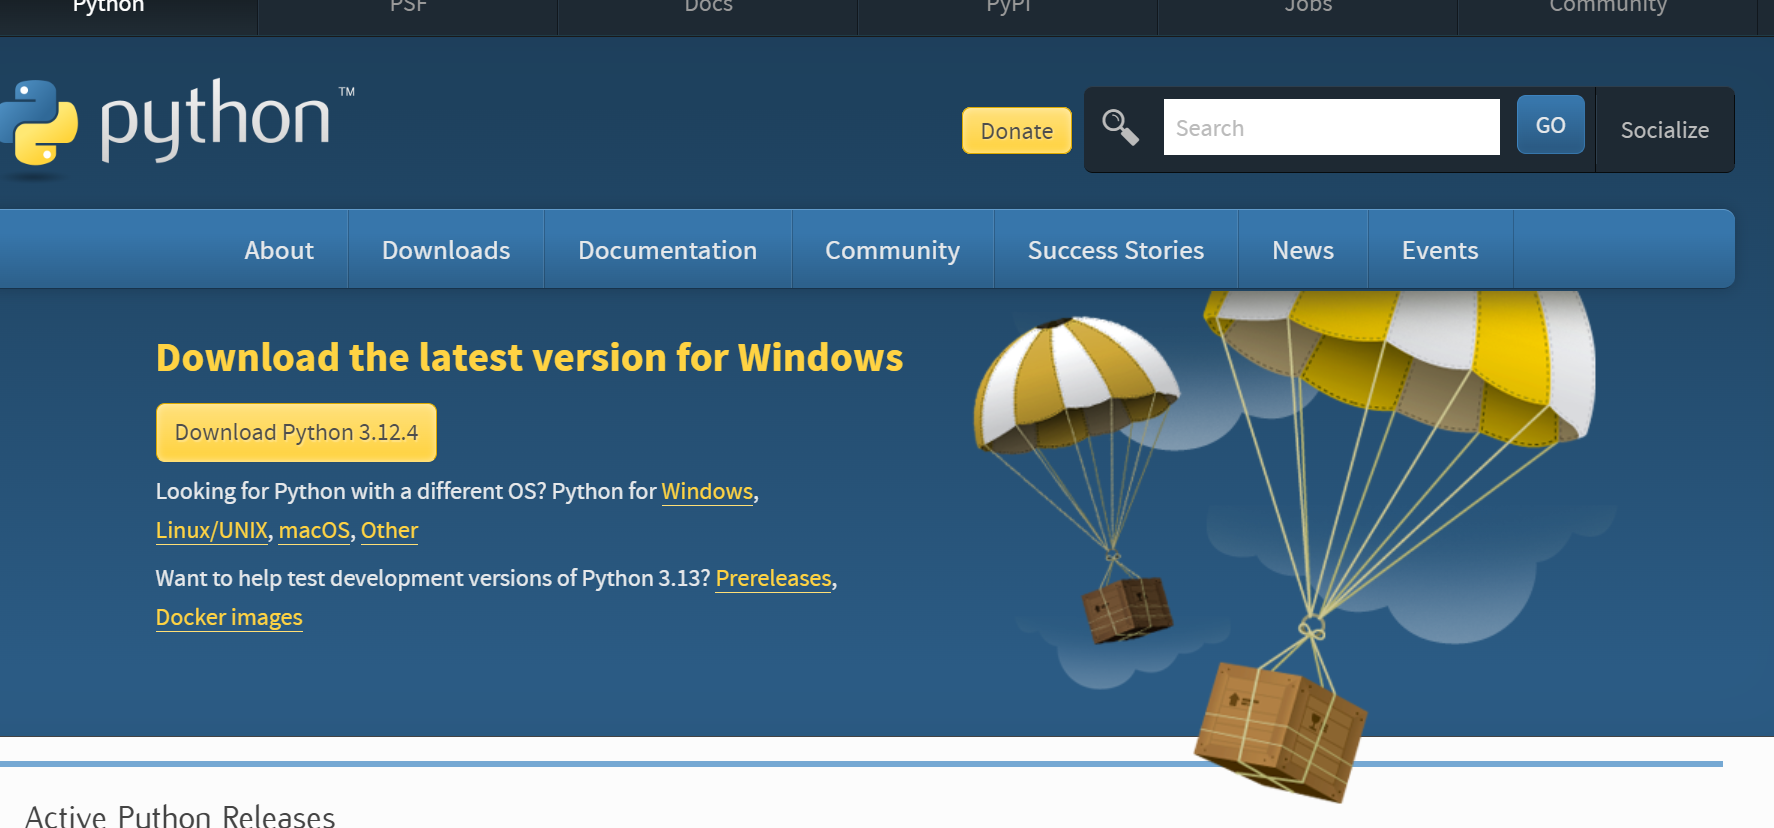 Python PSF Docs PyPI Jobs Community
python™
Donate Search GO Socialize
About Downloads Documentation Community Success Stories News Events
Download the latest version for Windows
Download Python 3.12.4
Looking for Python with a different OS? Python for Windows,
Linux/UNIX, macOS, Other
Want to help test development versions of Python 3.13? Prereleases,
Docker images
Active Python Releases